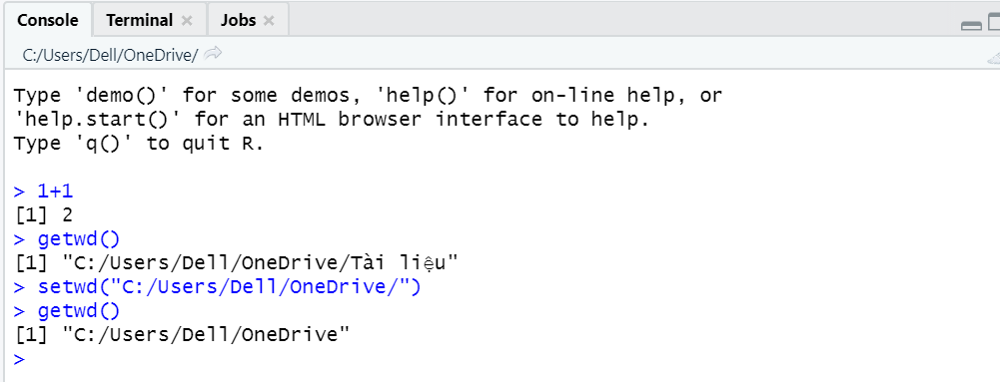 Console Terminal Jobs
C:/Users/Dell/OneDrive/
Type 'demo()' for some demos, 'help()' for on-line help, or
'help.start()' for an HTML browser interface to help.
Type 'q()' to quit R.
> 1+1
[1] 2
> getwd()
[1] "C:/Users/Dell/OneDrive/Tài liệu"
> setwd("C:/Users/Dell/OneDrive/")
> getwd()
[1] "C:/Users/Dell/OneDrive"
>